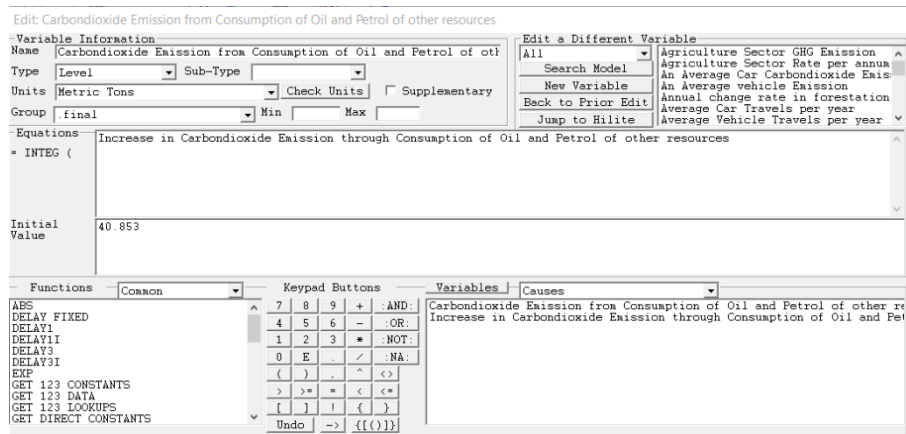 Edit: Carbondioxide Emission from Consumption of Oil and Petrol of other resources
Variable Information
Name Carbondioxide Emission from Consumption of Oil and Petrol of oth
Type Level Sub-Type
Units Metric Tons Check Units Supplementary
Group .final Min Max
Edit a Different Variable
All
Search Model
New Variable
Back to Prior Edit
Jump to Hilite
Agriculture Sector GHG Emission
Agriculture Sector Rate per annum
An Average Car Carbondioxide Emis
An Average vehicle Emission
Annual change rate in forestation
Average Car Travels per year
Average Vehicle Travels per year
Equations
= INTEG (
Increase in Carbondioxide Emission through Consumption of Oil and Petrol of other resources
Initial
Value
40.853
Functions Common
ABS
DELAY FIXED
DELAY1
DELAY1I
DELAY3
DELAY3I
EXP
GET 123 CONSTANTS
GET 123 DATA
GET 123 LOOKUPS
GET DIRECT CONSTANTS
Keypad Buttons
7 8 9 + :AND:
4 5 6 - :OR:
1 2 3 * :NOT:
0 E . / :NA:
( ) , ^ <>
> >= = < <=
[ ] ! { }
Undo -> {[()]}
Variables Causes
Carbondioxide Emission from Consumption of Oil and Petrol of other re
Increase in Carbondioxide Emission through Consumption of Oil and Pet